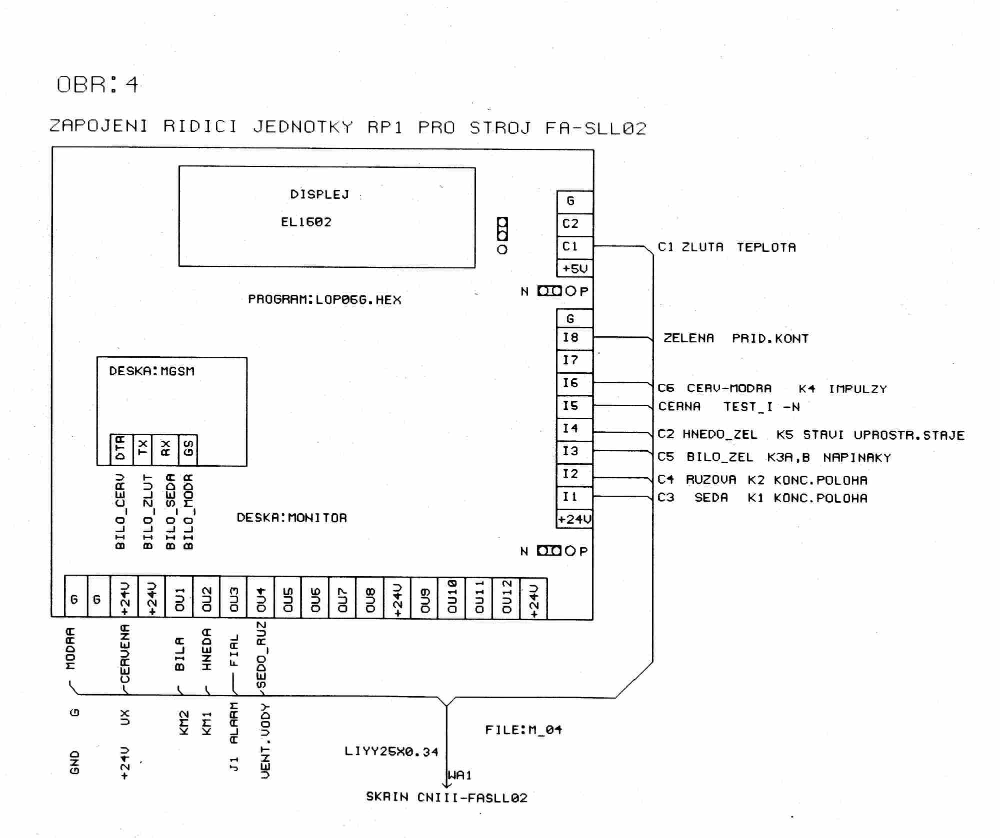 OBR:4
ZAPOJENI RIDICI JEDNOTKY RP1 PRO STROJ FA-SLL02
DISPLEJ
EL1602
G
C2
C1
+5V
C1 ZLUTA TEPLOTA
N P
PROGRAM:LOP06G.HEX
G
I8
I7
I6
I5
I4
I3
I2
I1
+24V
ZELENA PRID.KONT
C6 CERV-MODRA K4 IMPULZY
CERNA TEST_I -N
C2 HNEDO_ZEL K5 STAVI UPROSTR.STAJE
C5 BILO_ZEL K3A,B NAPINAKY
C4 RUZOVA K2 KONC.POLOHA
C3 SEDA K1 KONC.POLOHA
N P
DESKA:MGSM
DTR
TX
RX
GS
BILO_CERV
BILO_ZLUT
BILO_SEDA
BILO_MODR
DESKA:MONITOR
G
G
+24V
+24V
OU1
OU2
OU3
OU4
OU5
OU6
OU7
OU8
+24V
OU9
OU10
OU11
OU12
+24V
MODRA
CERVENA
BILA
HNEDA
FIAL
SEDO_RUZ
GND G
+24V UX
KM2
KM1
J1 ALARM
VENT.VODY
FILE:M_04
LIYY25X0.34
WA1
SKRIN CNIII-FASLL02